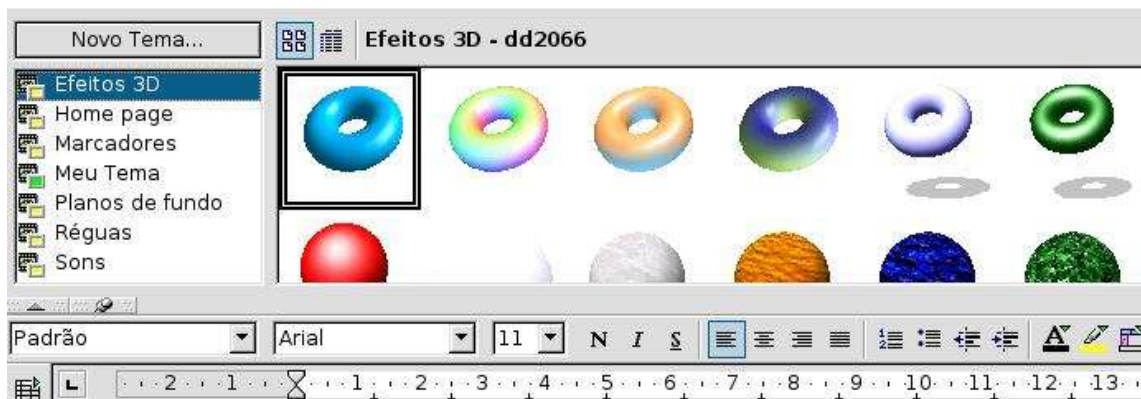 Novo Tema...
Efeitos 3D - dd2066
Efeitos 3D
Home page
Marcadores
Meu Tema
Planos de fundo
Réguas
Sons
Padrão Arial 11 N I S
2 1 1 2 3 4 5 6 7 8 9 10 11 12 13